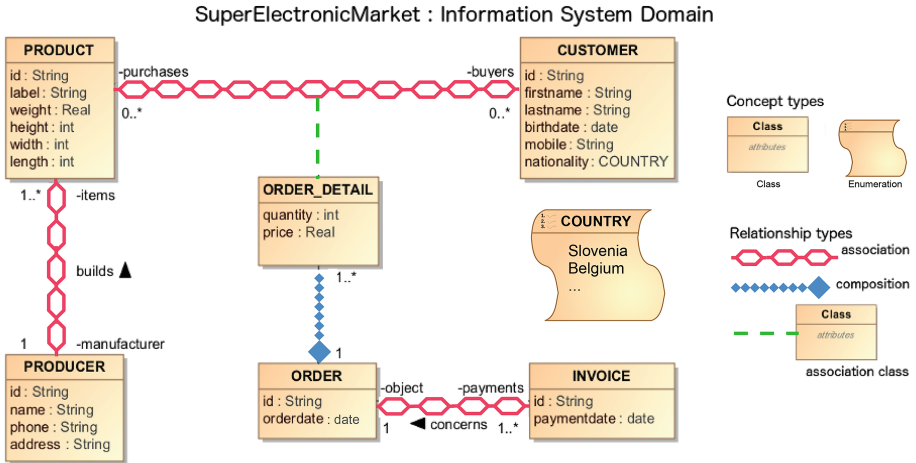 SuperElectronicMarket : Information System Domain
PRODUCT
id : String
label : String
weight : Real
height : int
width : int
length : int
-purchases
0..*
-buyers
0..*
CUSTOMER
id : String
firstname : String
lastname : String
birthdate : date
mobile : String
nationality : COUNTRY
Concept types
Class
attributes
Class
Enumeration
1..*
-items
builds
1
-manufacturer
ORDER_DETAIL
quantity : int
price : Real
1..*
1
1.
2.
3.
COUNTRY
Slovenia
Belgium
...
Relationship types
association
composition
Class
attributes
association class
PRODUCER
id : String
name : String
phone : String
address : String
ORDER
id : String
orderdate : date
-object
1
concerns
-payments
1..*
INVOICE
id : String
paymentdate : date